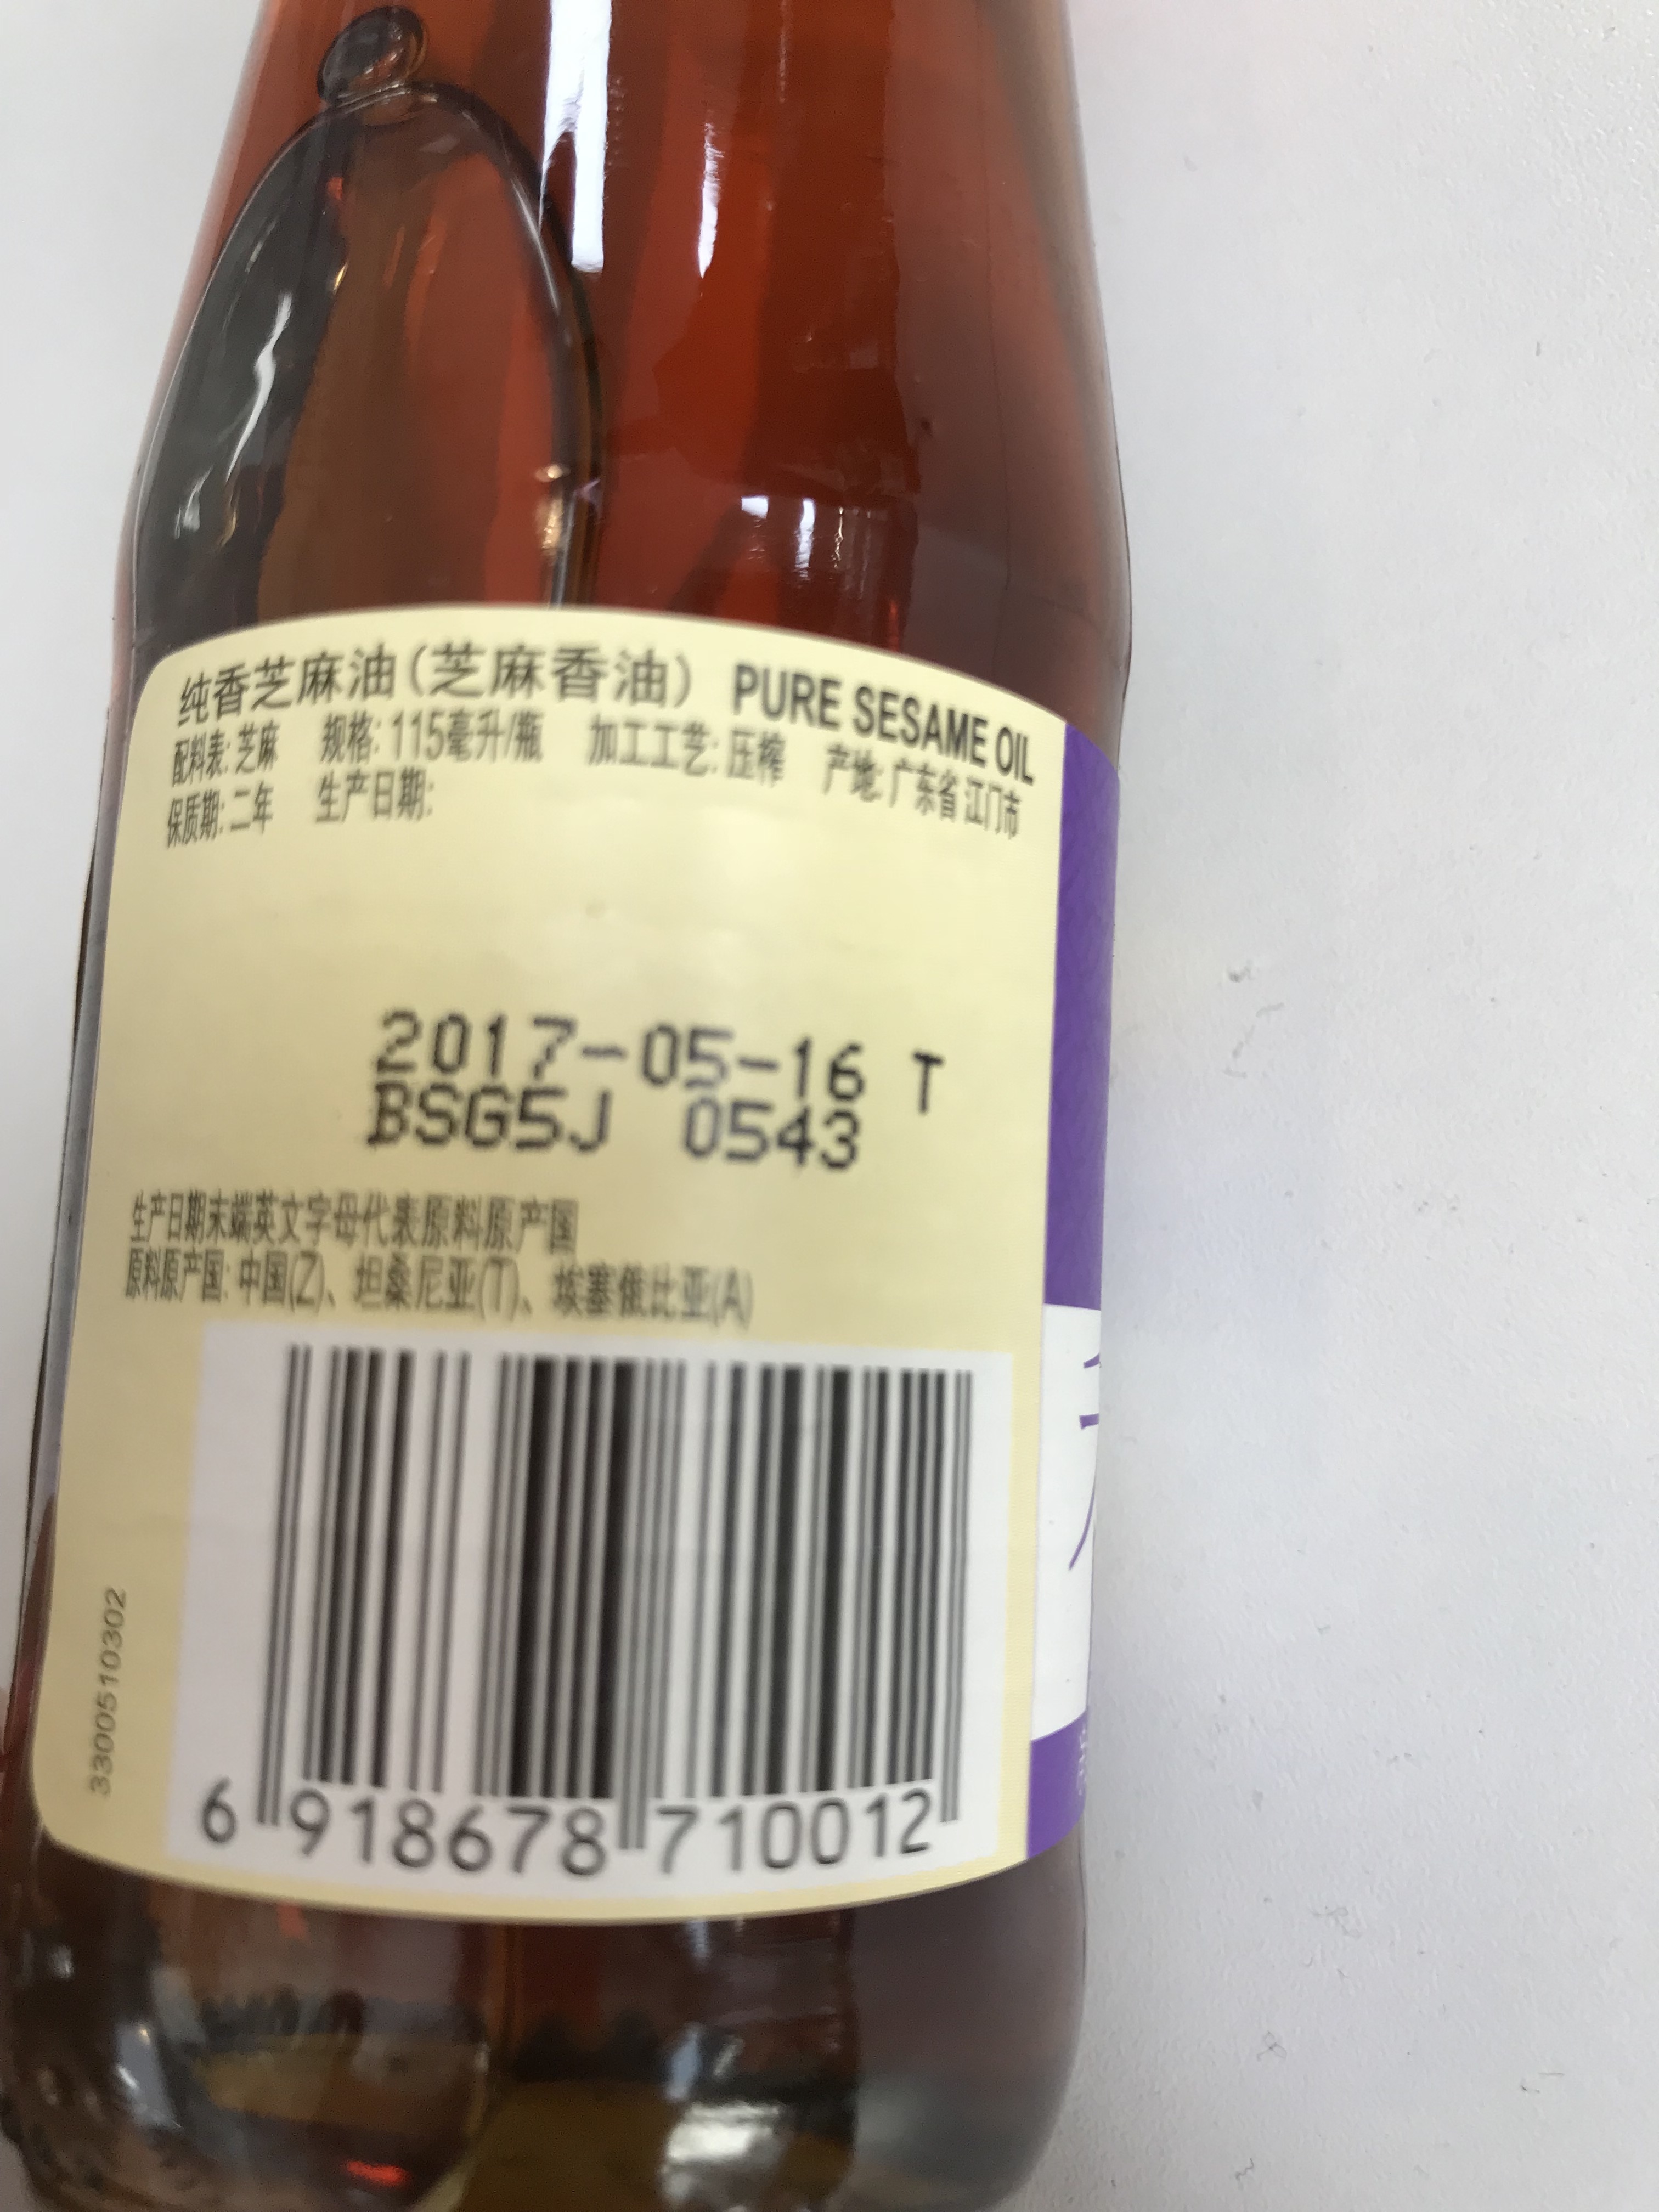 纯香芝麻油(芝麻香油) PURE SESAME OIL
配料表: 芝麻 规格: 115毫升/瓶 加工工艺: 压榨 产地: 广东省江门市
保质期: 二年 生产日期:
2017-05-16 T
BSG5J 0543
生产日期末端英文字母代表原料原产国
原料原产国: 中国(Z)、坦桑尼亚(T)、埃塞俄比亚(A)
3300510302
6 918678 710012